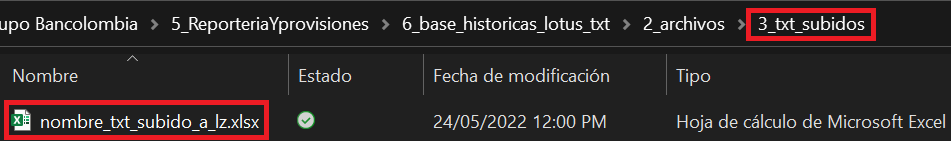 upo Bancolombia > 5_ReporteriaYprovisiones > 6_base_historicas_lotus_txt > 2_archivos > 3_txt_subidos
Nombre Estado Fecha de modificación Tipo
nombre_txt_subido_a_lz.xlsx 24/05/2022 12:00 PM Hoja de cálculo de Microsoft Excel